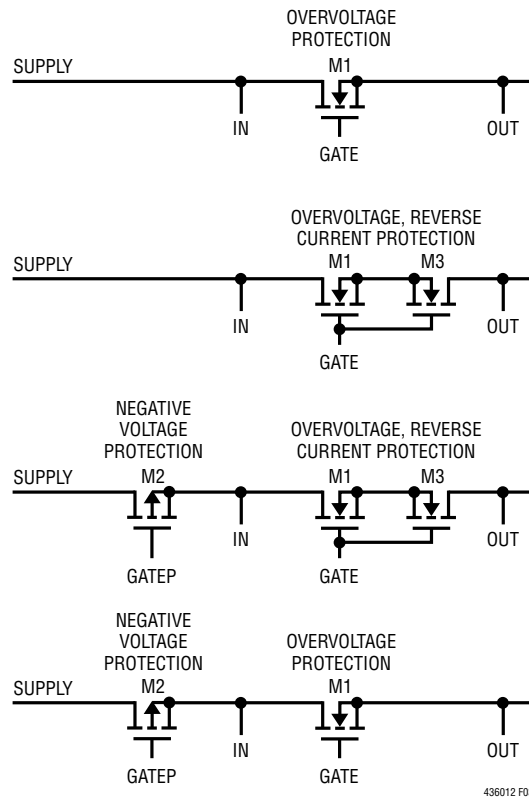 OVERVOLTAGE
PROTECTION
SUPPLY
M1
IN
OUT
GATE
OVERVOLTAGE, REVERSE
CURRENT PROTECTION
SUPPLY
M1
M3
IN
OUT
GATE
NEGATIVE
VOLTAGE
PROTECTION
OVERVOLTAGE, REVERSE
CURRENT PROTECTION
SUPPLY
M2
M1
M3
IN
OUT
GATEP
GATE
NEGATIVE
VOLTAGE
PROTECTION
OVERVOLTAGE
PROTECTION
SUPPLY
M2
M1
IN
OUT
GATEP
GATE